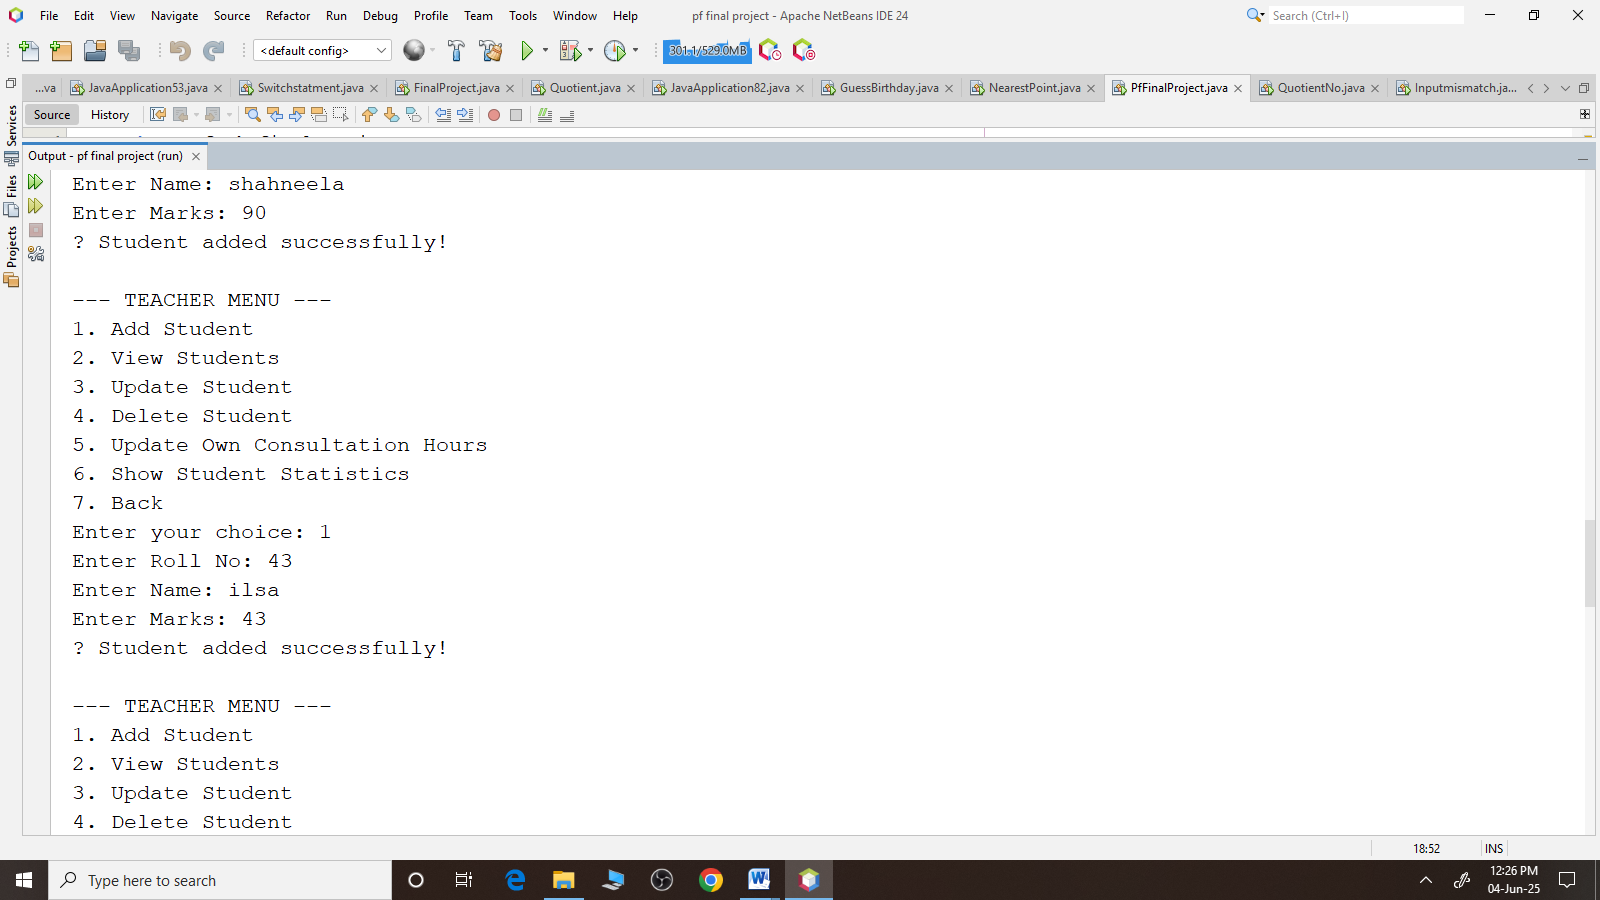 File Edit View Navigate Source Refactor Run Debug Profile Team Tools Window Help pf final project - Apache NetBeans IDE 24 Search (Ctrl+I)
<default config> 301.1/529.0MB
...va JavaApplication53.java Switchstatment.java FinalProject.java Quotient.java JavaApplication82.java GuessBirthday.java NearestPoint.java PFFinalProject.java QuotientNo.java Inputmismatch.ja...
Source History
Services
Files
Projects
Output - pf final project (run)
Enter Name: shahneela
Enter Marks: 90
? Student added successfully!
--- TEACHER MENU ---
1. Add Student
2. View Students
3. Update Student
4. Delete Student
5. Update Own Consultation Hours
6. Show Student Statistics
7. Back
Enter your choice: 1
Enter Roll No: 43
Enter Name: ilsa
Enter Marks: 43
? Student added successfully!
--- TEACHER MENU ---
1. Add Student
2. View Students
3. Update Student
4. Delete Student
18:52 INS
Type here to search
12:26 PM
04-Jun-25